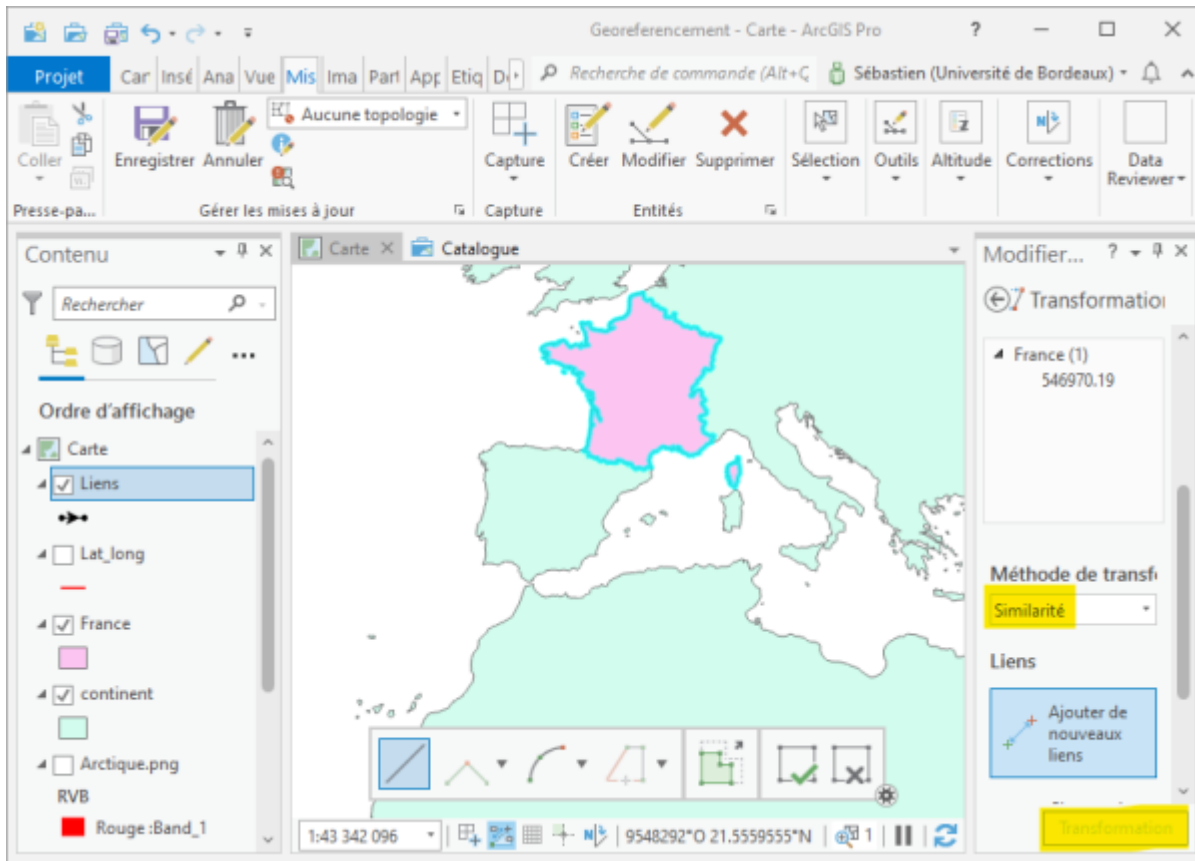 Georeferencement - Carte - ArcGIS Pro
?
Projet
Car Insé Ana Vue Mis Ima Part App Etiq
Recherche de commande (Alt+Q
Sébastien (Université de Bordeaux)
Coller
Enregistrer Annuler
Aucune topologie
Capture
Créer Modifier Supprimer
Sélection
Outils
Altitude
Corrections
Data
Reviewer
Presse-pa...
Gérer les mises à jour
Capture
Entités
Contenu
Rechercher
Ordre d'affichage
Carte
Liens
Lat_long
France
continent
Arctique.png
RVB
Rouge :Band_1
Carte
Catalogue
1:43 342 096
9548292°O 21.5559555°N
1
Modifier... ?
Transformation
France (1)
546970.19
Méthode de transf
Similarité
Liens
Ajouter de
nouveaux
liens
Transformation